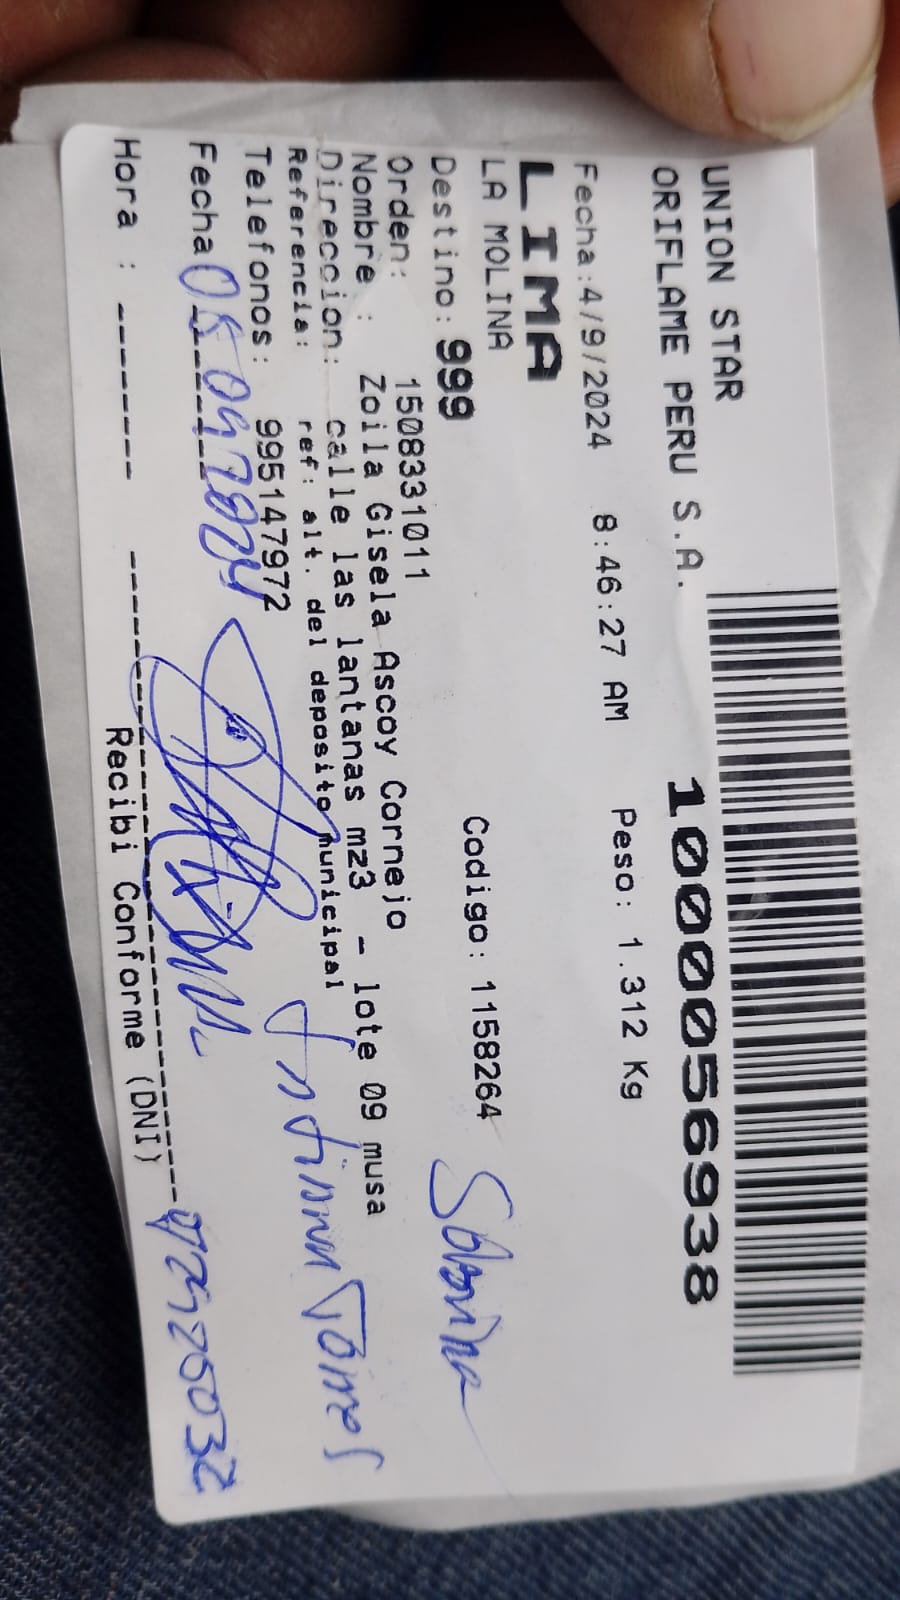 UNION STAR
ORIFLAME PERU S.A. 1000056938
Fecha:4/9/2024 8:46:27 AM Peso: 1.312 Kg
LIMA
LA MOLINA
Destino: 999 Codigo: 1158264
Orden: 1508331011
Nombre : Zoila Gisela Ascoy Cornejo
Direccion: calle las lantanas mz3 - lote 09 musa
Referencia: ref: alt. del deposito municipal
Telefonos: 995147972
Fecha 05 09 2024
Hora : ------- Recibi Conforme (DNI)